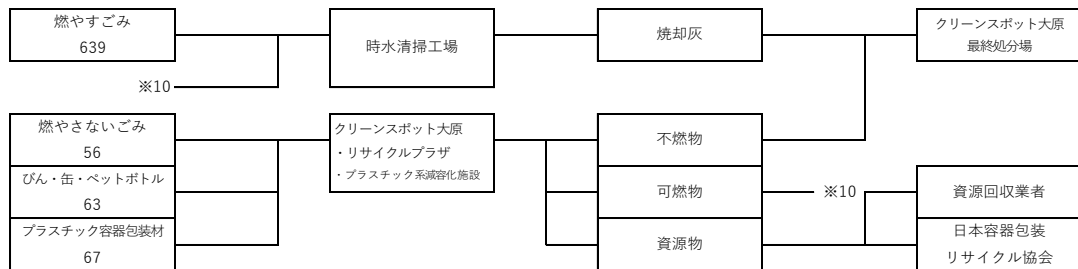 燃やすごみ
639
※10
時水清掃工場
焼却灰
クリーンスポット大原
最終処分場
燃やさないごみ
56
びん・缶・ペットボトル
63
プラスチック容器包装材
67
クリーンスポット大原
・リサイクルプラザ
・プラスチック系減容化施設
不燃物
可燃物
※10
資源物
資源回収業者
日本容器包装
リサイクル協会